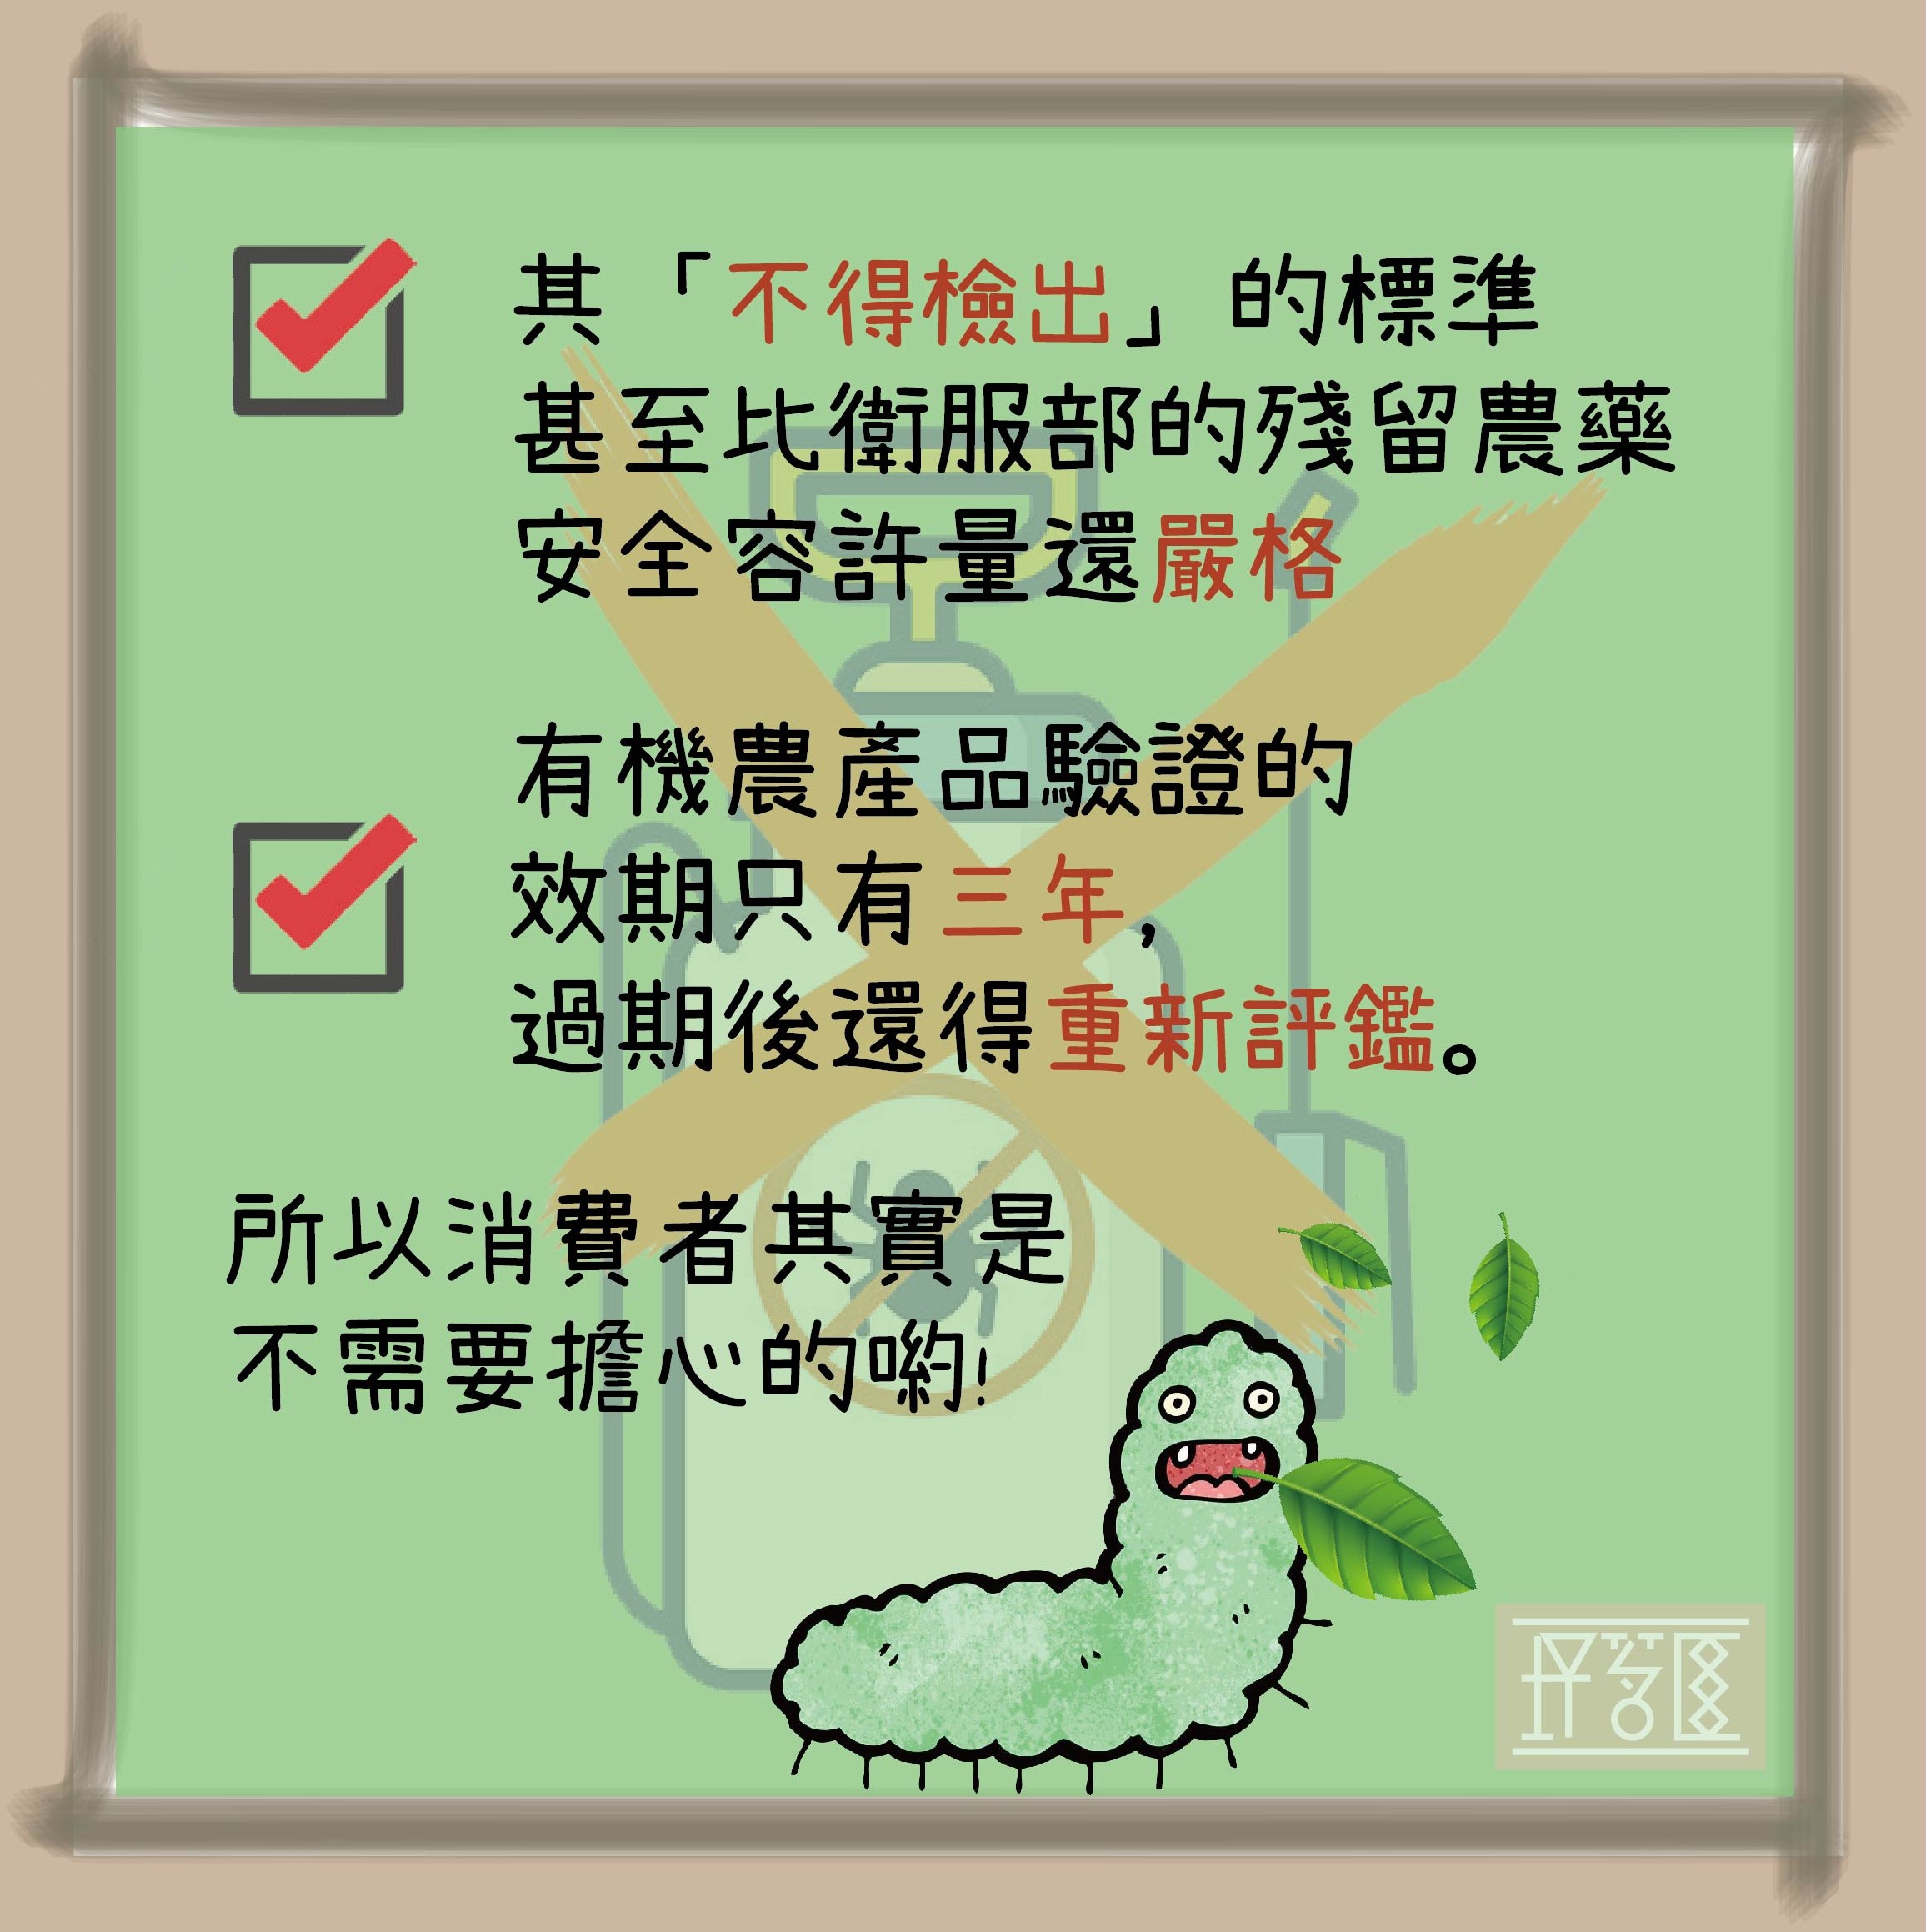 其「不得檢出」的標準
甚至比衛服部的殘留農藥
安全容許量還嚴格
有機農產品驗證的
效期只有三年,
過期後還得重新評鑑。
所以消費者其實是
不需要擔心的喲!